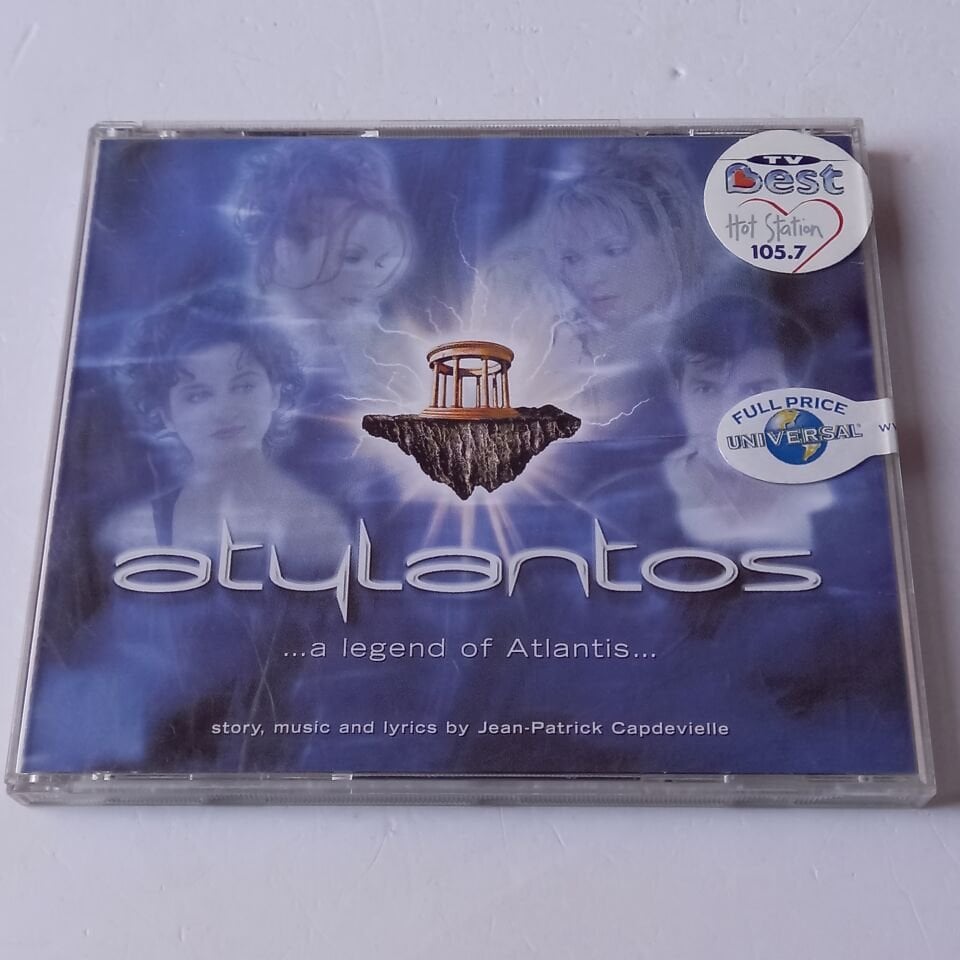 TV
Best
Hot Station
105.7
FULL PRICE
UNIVERSAL
atylantos
...a legend of Atlantis...
story, music and lyrics by Jean-Patrick Capdevielle